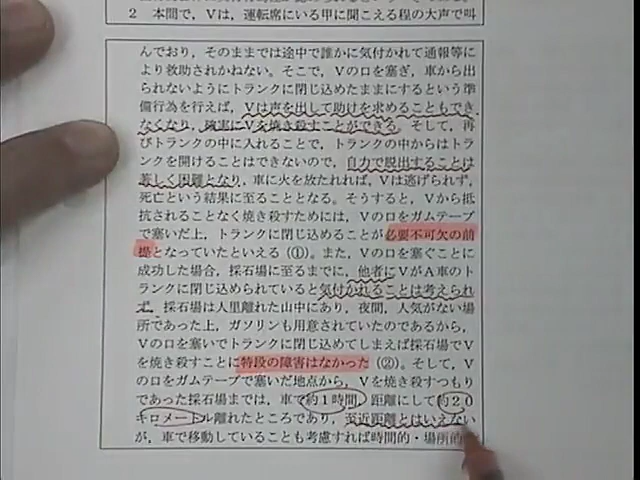 2 本問で，Ｖは，運転席にいる甲に聞こえる程の大声で叫
んでおり，そのままでは途中で誰かに気付かれて通報等に
より救助されかねない。そこで，Ｖの口を塞ぎ，車から出
られないようにトランクに閉じ込めたままにするという準
備行為を行えば，Ｖは声を出して助けを求めることもでき
なくなり，確実にＶを焼き殺すことができる。そして，再
びトランクの中に入れることで，トランクの中からはトラ
ンクを開けることはできないので，自力で脱出することは
著しく困難となり，車に火を放たれれば，Ｖは逃げられず，
死亡という結果に至ることとなる。そうすると，Ｖから抵
抗されることなく焼き殺すためには，Ｖの口をガムテープ
で塞いだ上，トランクに閉じ込めることが必要不可欠の前
提となっていたといえる（①）。また，Ｖの口を塞ぐことに
成功した場合，採石場に至るまでに，他者にＶがＡ車のト
ランクに閉じ込められていると気付かれることは考えられ
ず，採石場は人里離れた山中にあり，夜間，人気がない場
所であった上，ガソリンも用意されていたのであるから，
Ｖの口を塞いでトランクに閉じ込めてしまえば採石場でＶ
を焼き殺すことに特段の障害はなかった（②）。そして，Ｖ
の口をガムテープで塞いだ地点から，Ｖを焼き殺すつもり
であった採石場までは，車で約１時間，距離にして約２０
キロメートル離れたところであり，至近距離とはいえない
が，車で移動していることも考慮すれば時間的・場所的